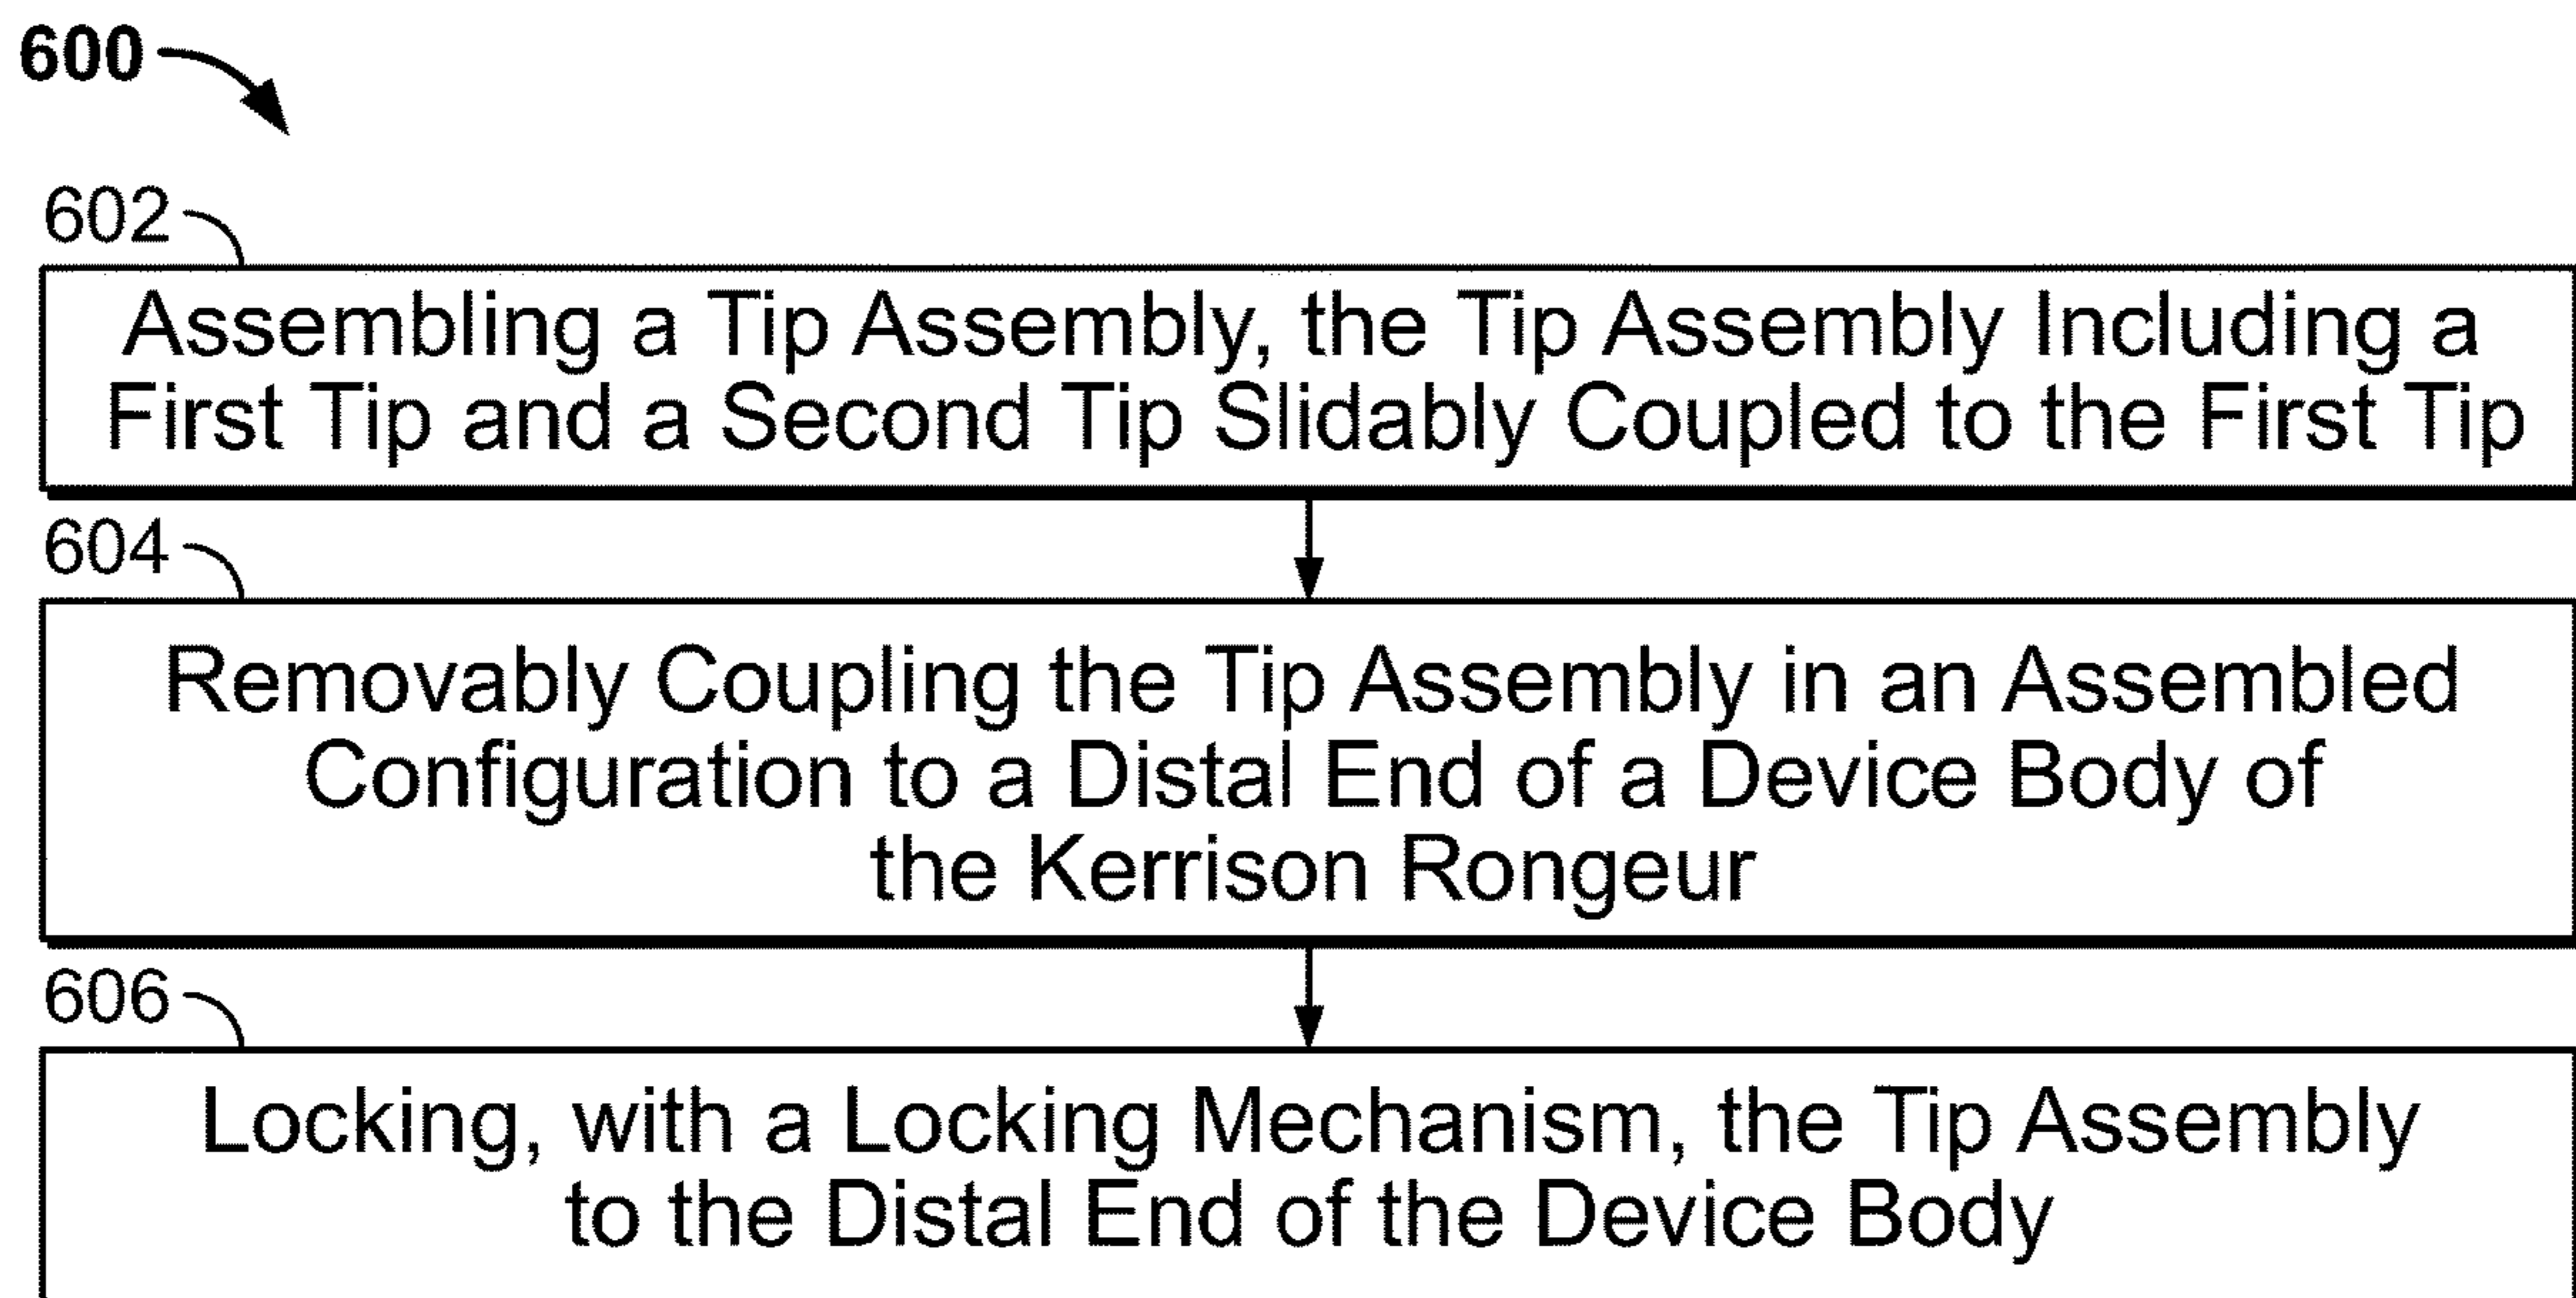 600
602
Assembling a Tip Assembly, the Tip Assembly Including a
First Tip and a Second Tip Slidably Coupled to the First Tip
604
Removably Coupling the Tip Assembly in an Assembled
Configuration to a Distal End of a Device Body of
the Kerrison Rongeur
606
Locking, with a Locking Mechanism, the Tip Assembly
to the Distal End of the Device Body